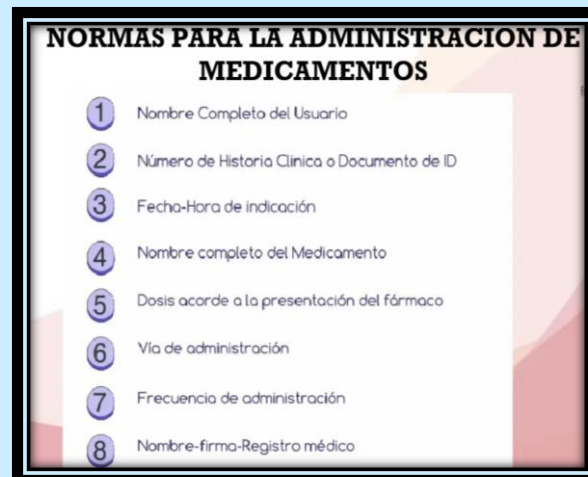 NORMAS PARA LA ADMINISTRACION DE
MEDICAMENTOS
1 Nombre Completo del Usuario
2 Número de Historia Clinica o Documento de ID
3 Fecha-Hora de indicación
4 Nombre completo del Medicamento
5 Dosis acorde a la presentación del fármaco
6 Vía de administración
7 Frecuencia de administración
8 Nombre-firma-Registro médico